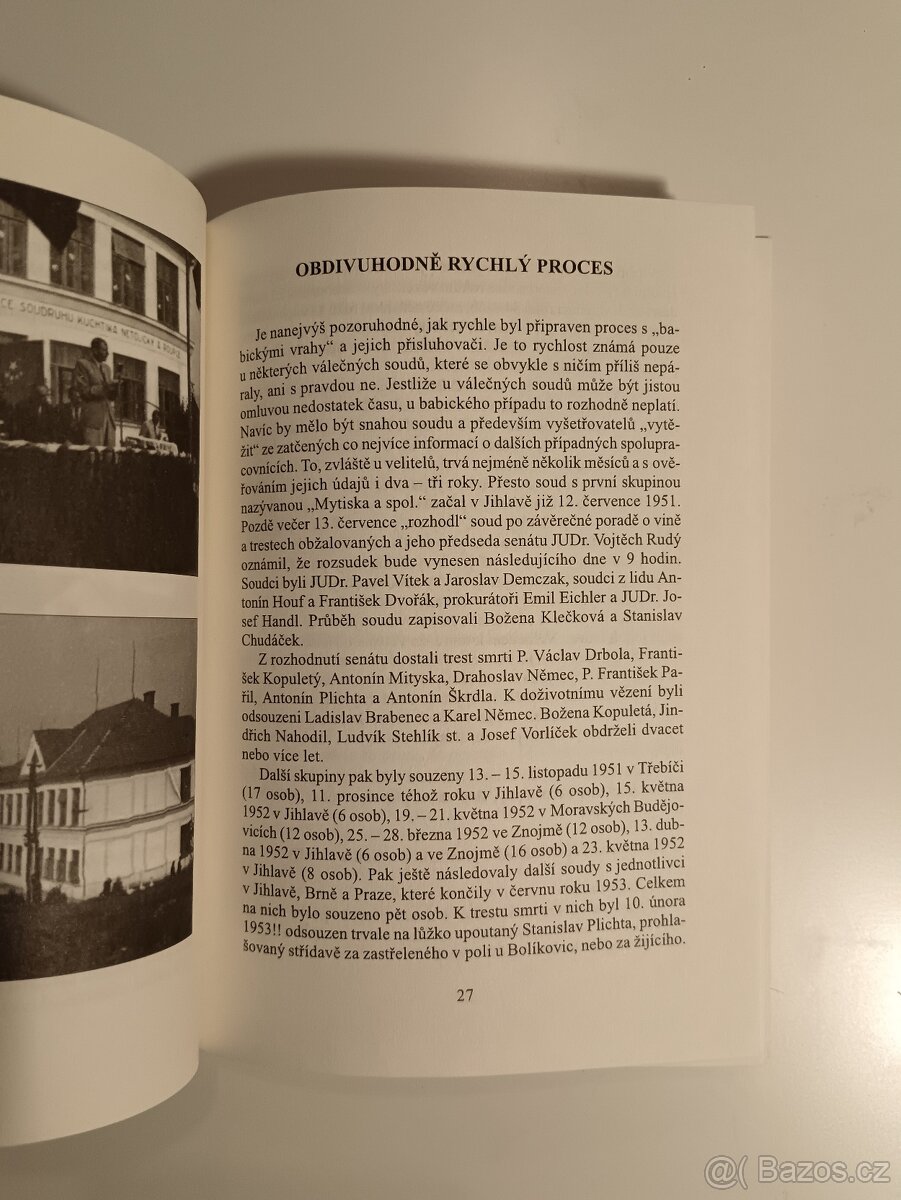 CE SOUDRUHU KUCHTÍKA NETOLICKÝ A ROUPCE
OBDIVUHODNĚ RYCHLÝ PROCES
Je nanejvýš pozoruhodné, jak rychle byl připraven proces s „ba-
bickými vrahy“ a jejich přisluhovači. Je to rychlost známá pouze
u některých válečných soudů, které se obvykle s ničím příliš nepá-
raly, ani s pravdou ne. Jestliže u válečných soudů může být jistou
omluvou nedostatek času, u babického případu to rozhodně neplatí.
Navíc by mělo být snahou soudu a především vyšetřovatelů „vytě-
žit“ ze zatčených co nejvíce informací o dalších případných spolupra-
covnících. To, zvláště u velitelů, trvá nejméně několik měsíců a s ově-
řováním jejich údajů i dva – tři roky. Přesto soud s první skupinou
nazývanou „Mytiska a spol.“ začal v Jihlavě již 12. července 1951.
Pozdě večer 13. července „rozhodl“ soud po závěrečné poradě o vině
a trestech obžalovaných a jeho předseda senátu JUDr. Vojtěch Rudý
oznámil, že rozsudek bude vynesen následujícího dne v 9 hodin.
Soudci byli JUDr. Pavel Vítek a Jaroslav Demczak, soudci z lidu An-
tonín Houf a František Dvořák, prokurátoři Emil Eichler a JUDr. Jo-
sef Handl. Průběh soudu zapisovali Božena Klečková a Stanislav
Chudáček.
Z rozhodnutí senátu dostali trest smrti P. Václav Drbola, Franti-
šek Kopuletý, Antonín Mityska, Drahoslav Němec, P. František Pa-
řil, Antonín Plichta a Antonín Škrdla. K doživotnímu vězení byli
odsouzeni Ladislav Brabenec a Karel Němec. Božena Kopuletá, Jin-
dřich Nahodil, Ludvík Stehlík st. a Josef Vorlíček obdrželi dvacet
nebo více let.
Další skupiny pak byly souzeny 13. – 15. listopadu 1951 v Třebíči
(17 osob), 11. prosince téhož roku v Jihlavě (6 osob), 15. května
1952 v Jihlavě (6 osob), 19. – 21. května 1952 v Moravských Budějo-
vicích (12 osob), 25. – 28. března 1952 ve Znojmě (12 osob), 13. dub-
na 1952 v Jihlavě (6 osob) a ve Znojmě (16 osob) a 23. května 1952
v Jihlavě (8 osob). Pak ještě následovaly další soudy s jednotlivci
v Jihlavě, Brně a Praze, které končily v červnu roku 1953. Celkem
na nich bylo souzeno pět osob. K trestu smrti v nich byl 10. února
1953!! odsouzen trvale na lůžko upoutaný Stanislav Plichta, prohla-
šovaný střídavě za zastřeleného v poli u Bolíkovic, nebo za žijícího.
27
@( Bazos.cz